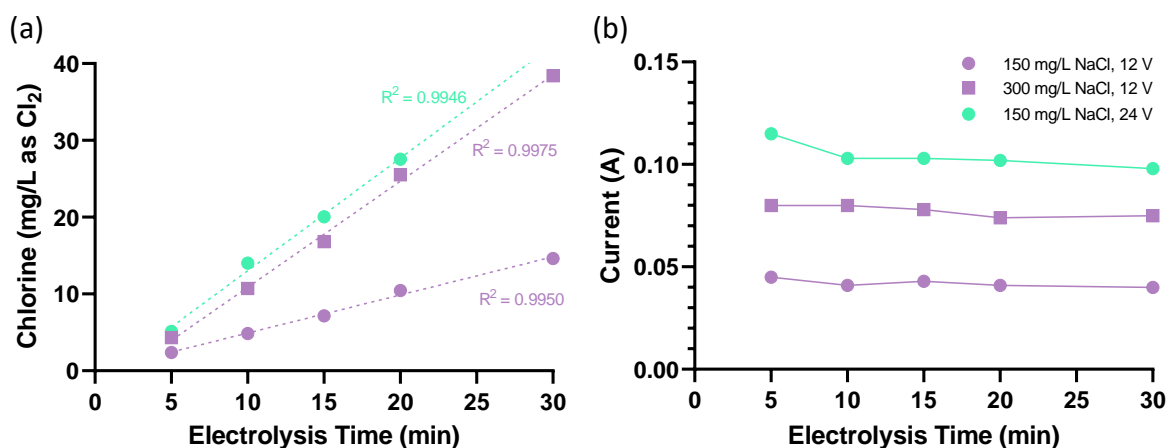 (a)
Chlorine (mg/L as Cl₂)
40
30
20
10
0
R² = 0.9946
R² = 0.9975
R² = 0.9950
0 5 10 15 20 25 30
Electrolysis Time (min)
(b)
Current (A)
0.15
0.10
0.05
0.00
150 mg/L NaCl, 12 V
300 mg/L NaCl, 12 V
150 mg/L NaCl, 24 V
0 5 10 15 20 25 30
Electrolysis Time (min)